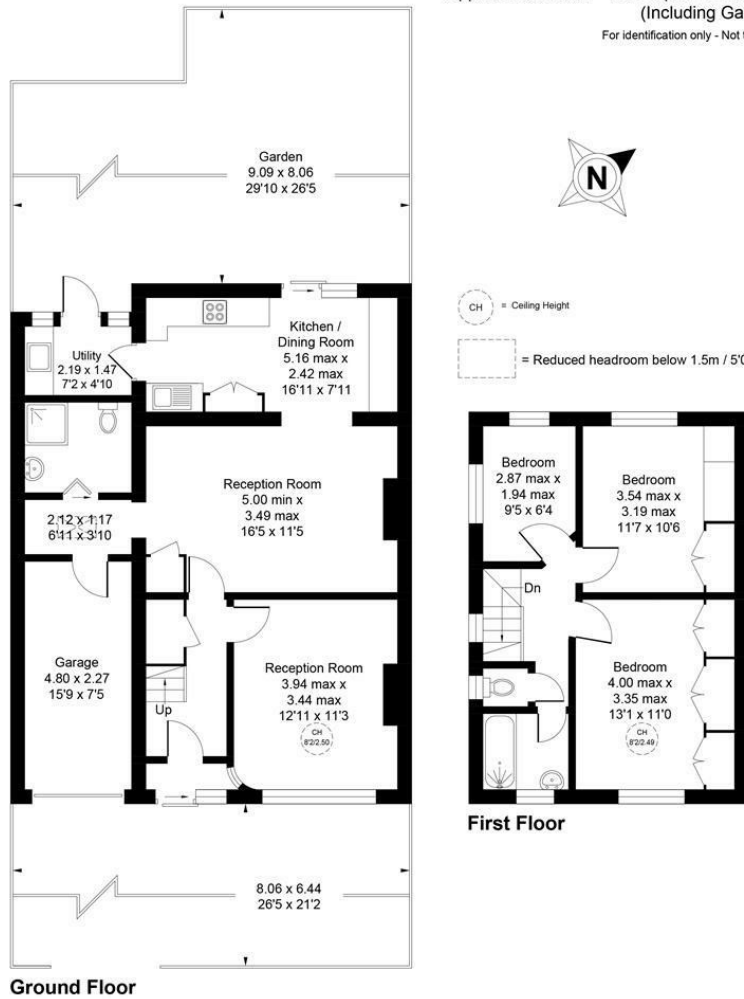 (Including Ga
For identification only - Not
Garden
9.09 x 8.06
29'10 x 26'5
N
CH = Ceiling Height
= Reduced headroom below 1.5m / 5'0
Kitchen /
Dining Room
5.16 max x
2.42 max
16'11 x 7'11
Utility
2.19 x 1.47
7'2 x 4'10
Reception Room
5.00 min x
3.49 max
16'5 x 11'5
2.12 x 1.17
6'11 x 3'10
Garage
4.80 x 2.27
15'9 x 7'5
Up
Reception Room
3.94 max x
3.44 max
12'11 x 11'3
CH
8'2/2.50
8.06 x 6.44
26'5 x 21'2
Ground Floor
Bedroom
2.87 max x
1.94 max
9'5 x 6'4
Bedroom
3.54 max x
3.19 max
11'7 x 10'6
Dn
Bedroom
4.00 max x
3.35 max
13'1 x 11'0
CH
8'2/2.49
First Floor